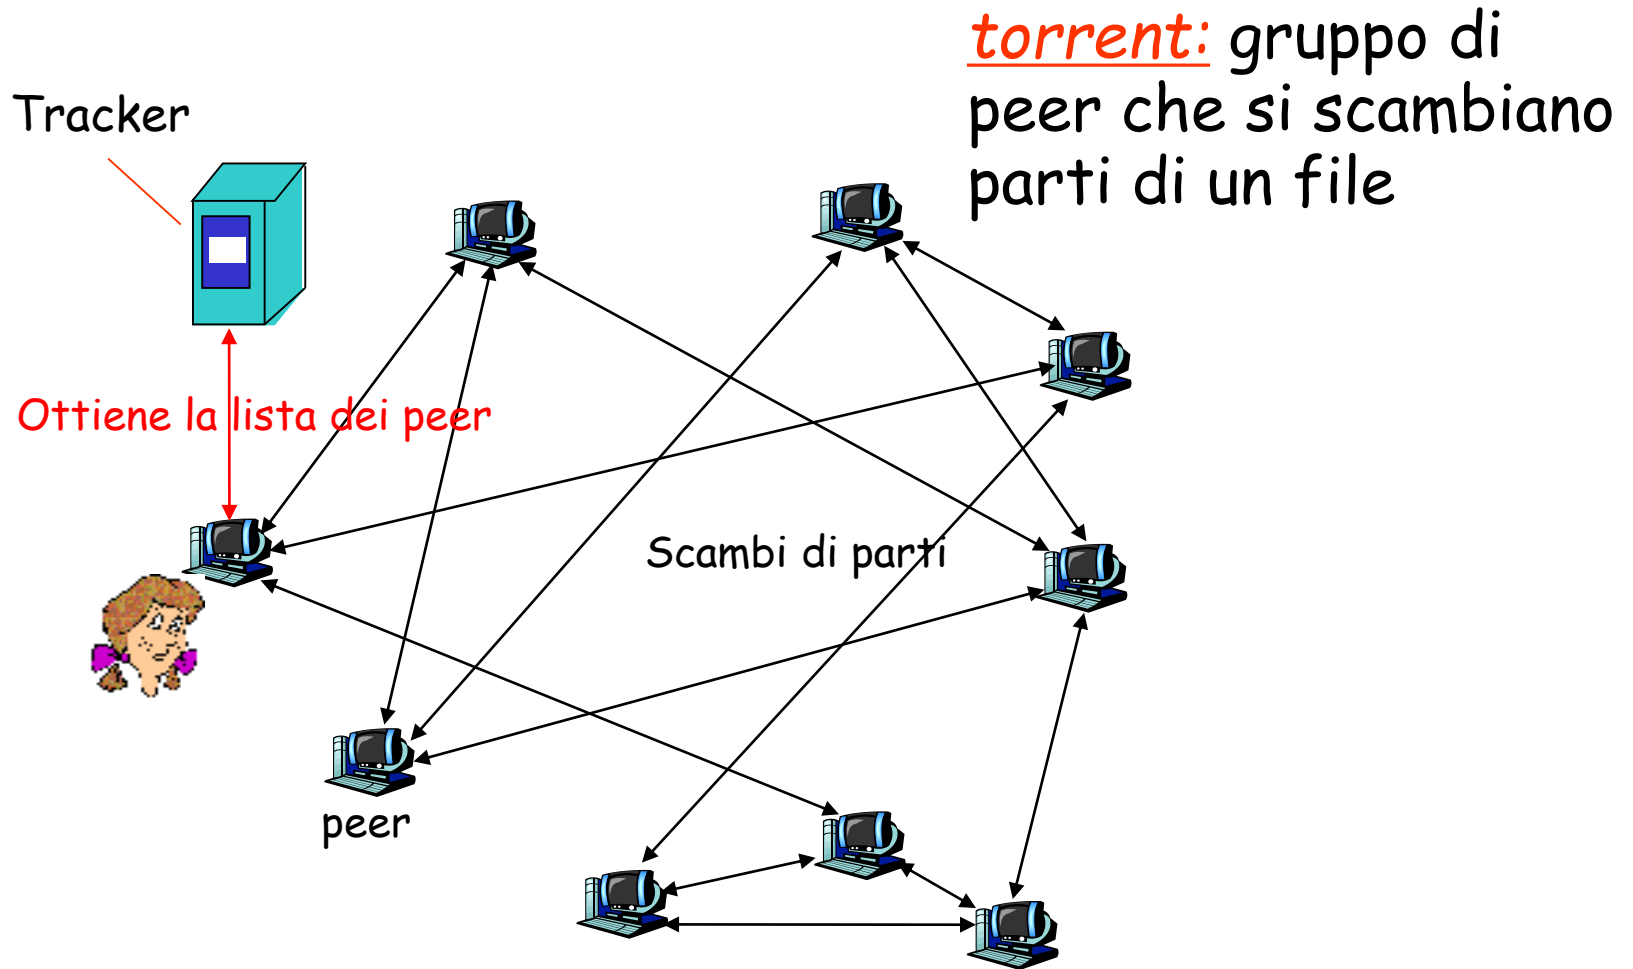 torrent: gruppo di
peer che si scambiano
parti di un file
Tracker
Ottiene la lista dei peer
Scambi di parti
peer